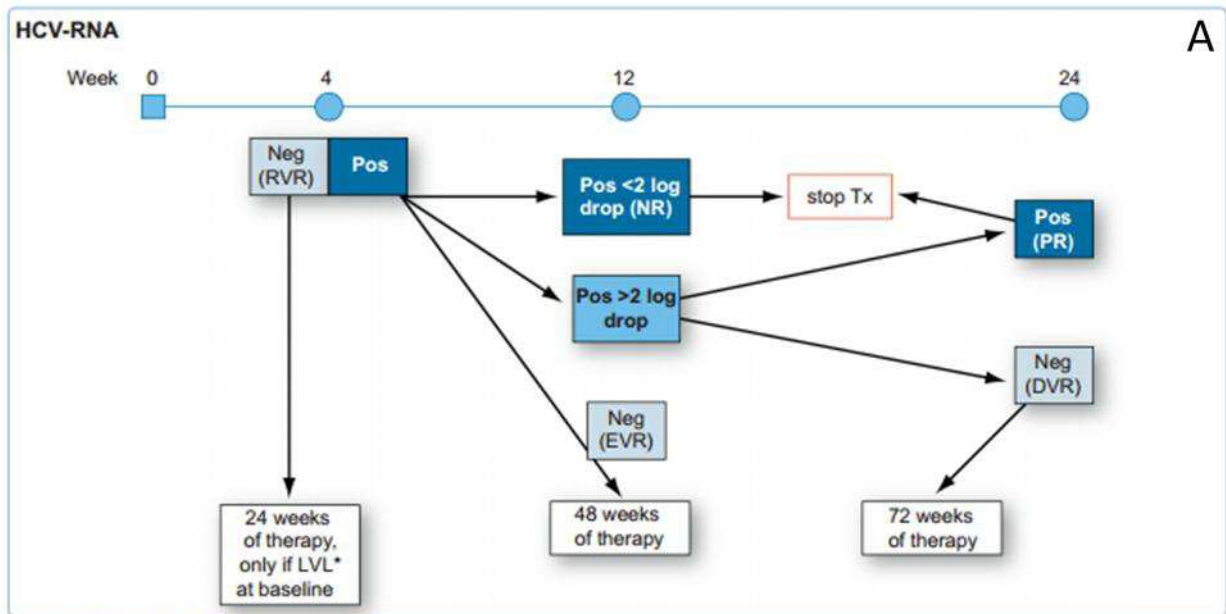 HCV-RNA
A
Week 0 4 12 24
Neg
(RVR)
Pos
Pos <2 log
drop (NR)
stop Tx
Pos
(PR)
Pos >2 log
drop
Neg
(DVR)
Neg
(EVR)
24 weeks
of therapy,
only if LVL*
at baseline
48 weeks
of therapy
72 weeks
of therapy